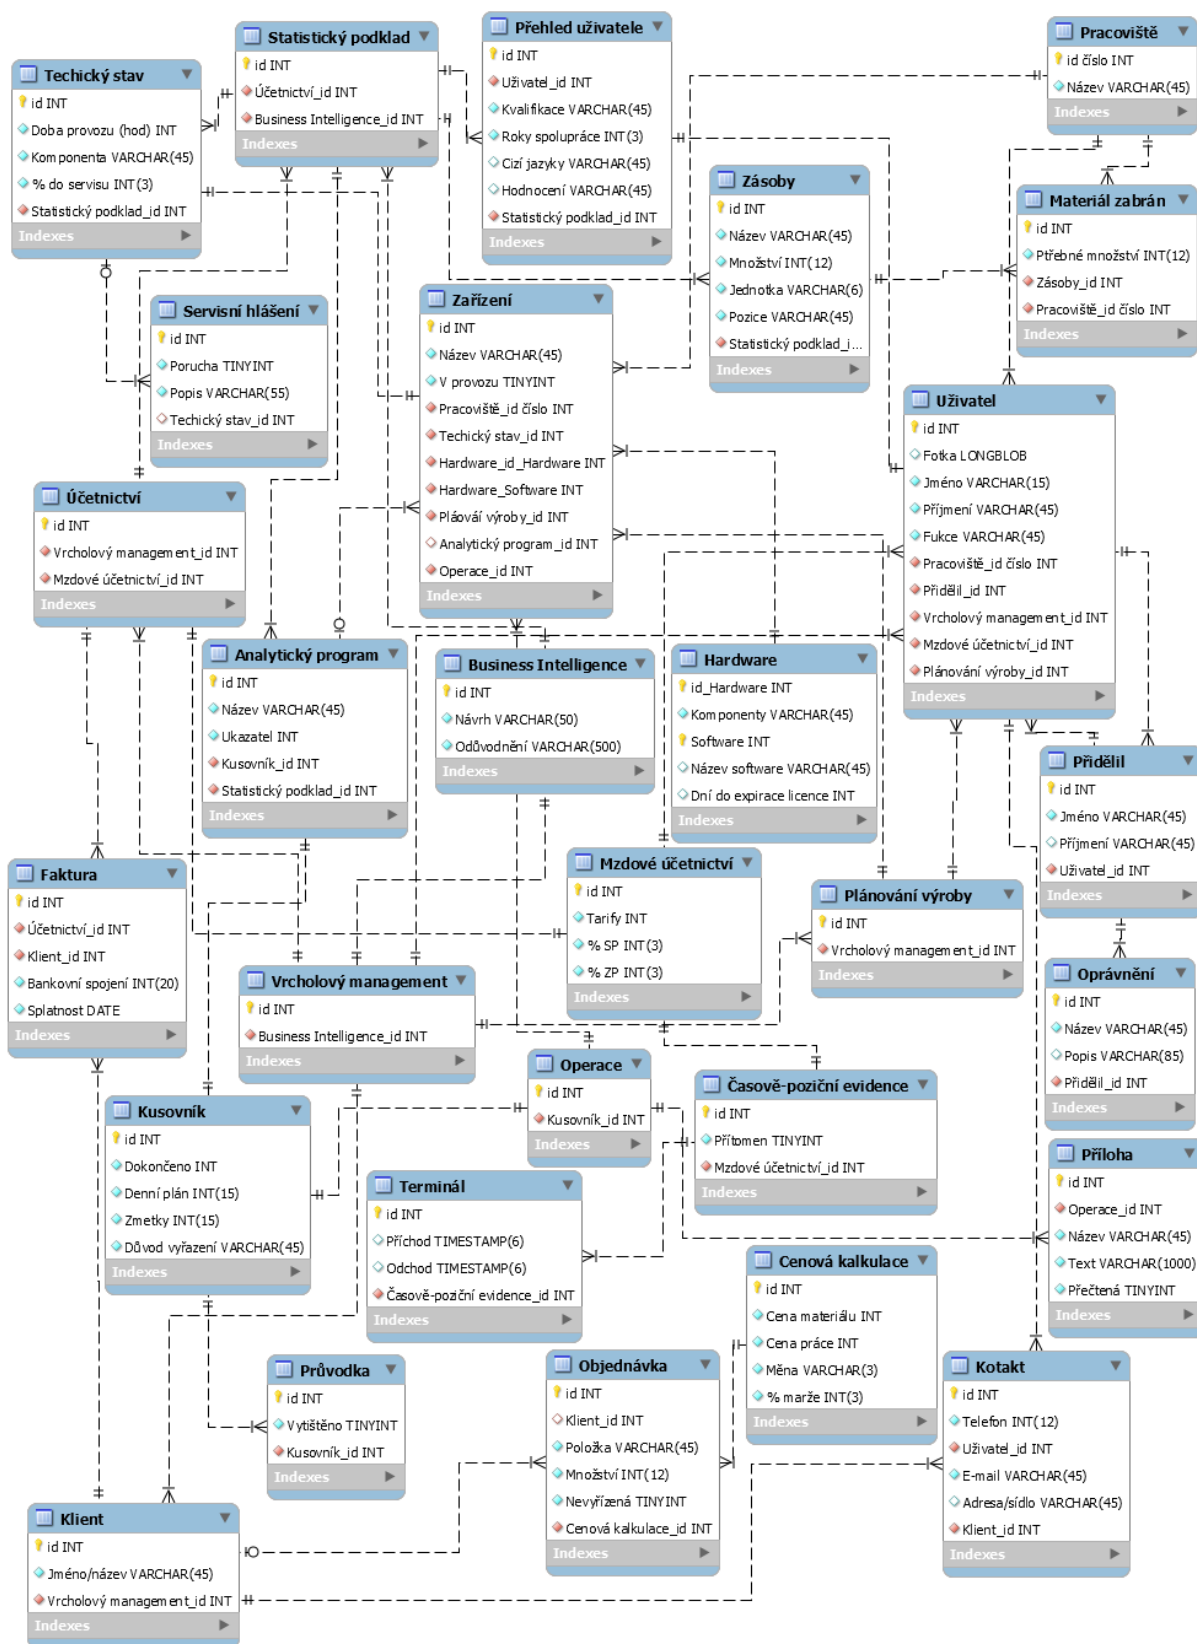 Statistický podklad
id INT
Účetnictví_id INT
Business Intelligence_id INT
Indexes
Přehled uživatele
id INT
Uživatel_id INT
Kvalifikace VARCHAR(45)
Roky spolupráce INT(3)
Cizí jazyky VARCHAR(45)
Hodnocení VARCHAR(45)
Statistický podklad_id INT
Indexes
Pracoviště
id číslo INT
Název VARCHAR(45)
Indexes
Techický stav
id INT
Doba provozu (hod) INT
Komponenta VARCHAR(45)
% do servisu INT(3)
Statistický podklad_id INT
Indexes
Zásoby
id INT
Název VARCHAR(45)
Množství INT(12)
Jednotka VARCHAR(6)
Pozice VARCHAR(45)
Statistický podklad_i...
Indexes
Materiál zabrán
id INT
Ptřebné množství INT(12)
Zásoby_id INT
Pracoviště_id číslo INT
Indexes
Servisní hlášení
id INT
Porucha TINYINT
Popis VARCHAR(55)
Techický stav_id INT
Indexes
Zařízení
id INT
Název VARCHAR(45)
V provozu TINYINT
Pracoviště_id číslo INT
Techický stav_id INT
Hardware_id_Hardware INT
Hardware_Software INT
Pláováí výroby_id INT
Analytický program_id INT
Operace_id INT
Indexes
Uživatel
id INT
Fotka LONGBLOB
Jméno VARCHAR(15)
Příjmení VARCHAR(45)
Fukce VARCHAR(45)
Pracoviště_id číslo INT
Přidělil_id INT
Vrcholový management_id INT
Mzdové účetnictví_id INT
Plánování výroby_id INT
Indexes
Účetnictví
id INT
Vrcholový management_id INT
Mzdové účetnictví_id INT
Indexes
Analytický program
id INT
Název VARCHAR(45)
Ukazatel INT
Kusovník_id INT
Statistický podklad_id INT
Indexes
Business Intelligence
id INT
Návrh VARCHAR(50)
Odůvodnění VARCHAR(500)
Indexes
Hardware
id_Hardware INT
Komponenty VARCHAR(45)
Software INT
Název software VARCHAR(45)
Dní do expirace licence INT
Indexes
Přidělil
id INT
Jméno VARCHAR(45)
Příjmení VARCHAR(45)
Uživatel_id INT
Indexes
Faktura
id INT
Účetnictví_id INT
Klient_id INT
Bankovní spojení INT(20)
Splatnost DATE
Indexes
Mzdové účetnictví
id INT
Tarify INT
% SP INT(3)
% ZP INT(3)
Indexes
Plánování výroby
id INT
Vrcholový management_id INT
Indexes
Vrcholový management
id INT
Business Intelligence_id INT
Indexes
Oprávnění
id INT
Název VARCHAR(45)
Popis VARCHAR(85)
Přidělil_id INT
Indexes
Operace
id INT
Kusovník_id INT
Indexes
Časově-poziční evidence
id INT
Přítomen TINYINT
Mzdové účetnictví_id INT
Indexes
Kusovník
id INT
Dokončeno INT
Denní plán INT(15)
Zmetky INT(15)
Důvod vyřazení VARCHAR(45)
Indexes
Příloha
id INT
Operace_id INT
Název VARCHAR(45)
Text VARCHAR(1000)
Přečtená TINYINT
Indexes
Terminál
id INT
Příchod TIMESTAMP(6)
Odchod TIMESTAMP(6)
Časově-poziční evidence_id INT
Indexes
Cenová kalkulace
id INT
Cena materiálu INT
Cena práce INT
Měna VARCHAR(3)
% marže INT(3)
Indexes
Průvodka
id INT
Vytištěno TINYINT
Kusovník_id INT
Indexes
Objednávka
id INT
Klient_id INT
Položka VARCHAR(45)
Množství INT(12)
Nevyřízená TINYINT
Cenová kalkulace_id INT
Indexes
Kotakt
id INT
Telefon INT(12)
Uživatel_id INT
E-mail VARCHAR(45)
Adresa/sídlo VARCHAR(45)
Klient_id INT
Indexes
Klient
id INT
Jméno/název VARCHAR(45)
Vrcholový management_id INT
Indexes